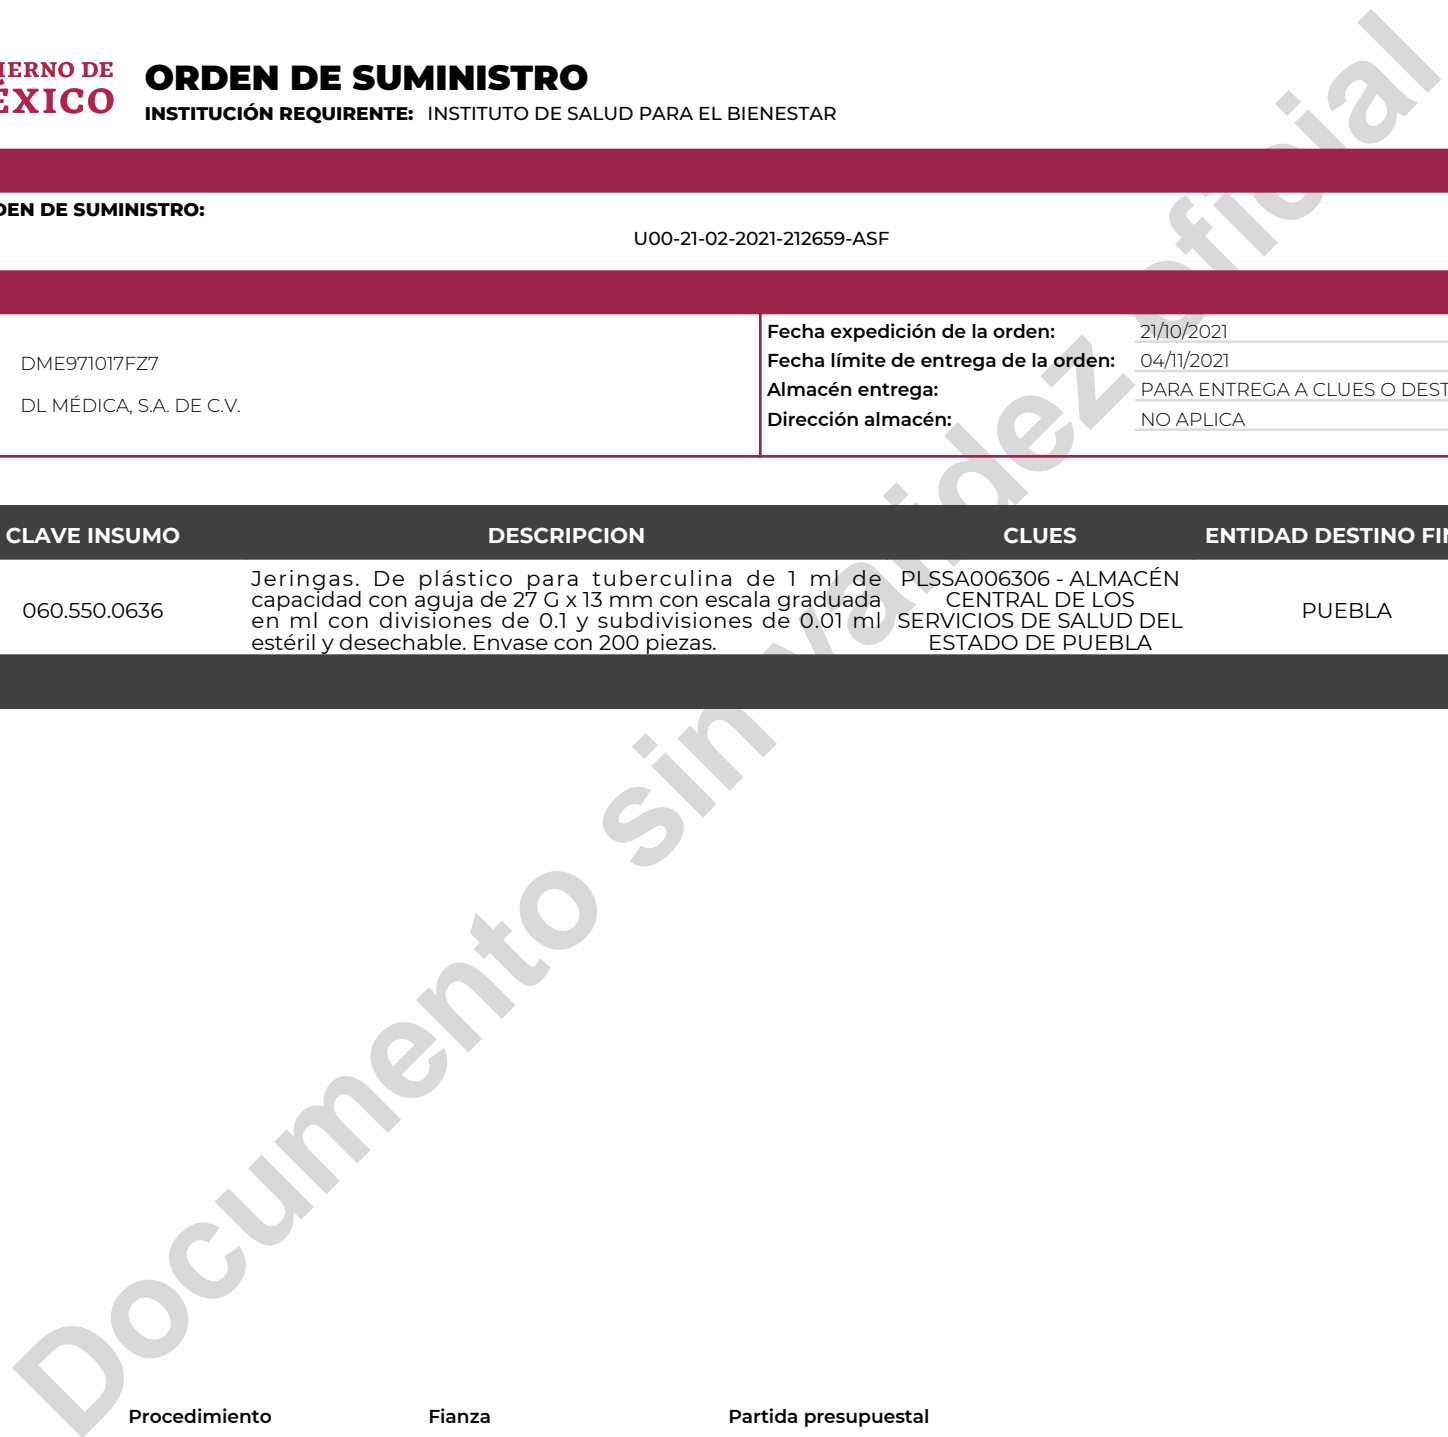 IERNO DE
ÉXICO
ORDEN DE SUMINISTRO
INSTITUCIÓN REQUIRENTE: INSTITUTO DE SALUD PARA EL BIENESTAR
DEN DE SUMINISTRO:
U00-21-02-2021-212659-ASF
DME971017FZ7
DL MÉDICA, S.A. DE C.V.
Fecha expedición de la orden: 21/10/2021
Fecha límite de entrega de la orden: 04/11/2021
Almacén entrega: PARA ENTREGA A CLUES O DEST
Dirección almacén: NO APLICA
CLAVE INSUMO DESCRIPCION CLUES ENTIDAD DESTINO FIN
060.550.0636
Jeringas. De plástico para tuberculina de 1 ml de
capacidad con aguja de 27 G x 13 mm con escala graduada
en ml con divisiones de 0.1 y subdivisiones de 0.01 ml
estéril y desechable. Envase con 200 piezas.
PLSSA006306 - ALMACÉN
CENTRAL DE LOS
SERVICIOS DE SALUD DEL
ESTADO DE PUEBLA
PUEBLA
Documento sin validez oficial
Procedimiento Fianza Partida presupuestal